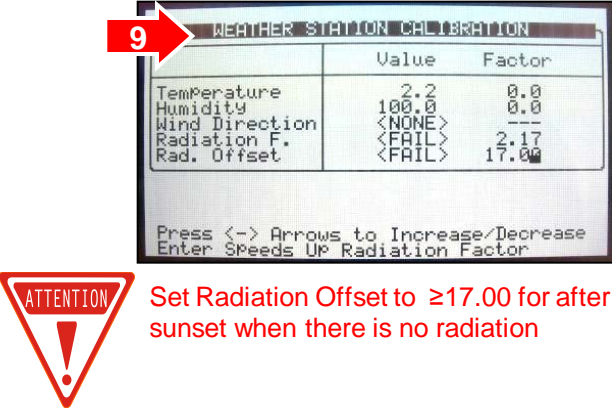 9
WEATHER STATION CALIBRATION
Value Factor
Temperature 2.2 0.0
Humidity 100.0 0.0
Wind Direction <NONE> ---
Radiation F. <FAIL> 2.17
Rad. Offset <FAIL> 17.00
Press <-> Arrows to Increase/Decrease
Enter Speeds Up Radiation Factor
ATTENTION
!
Set Radiation Offset to ≥17.00 for after
sunset when there is no radiation